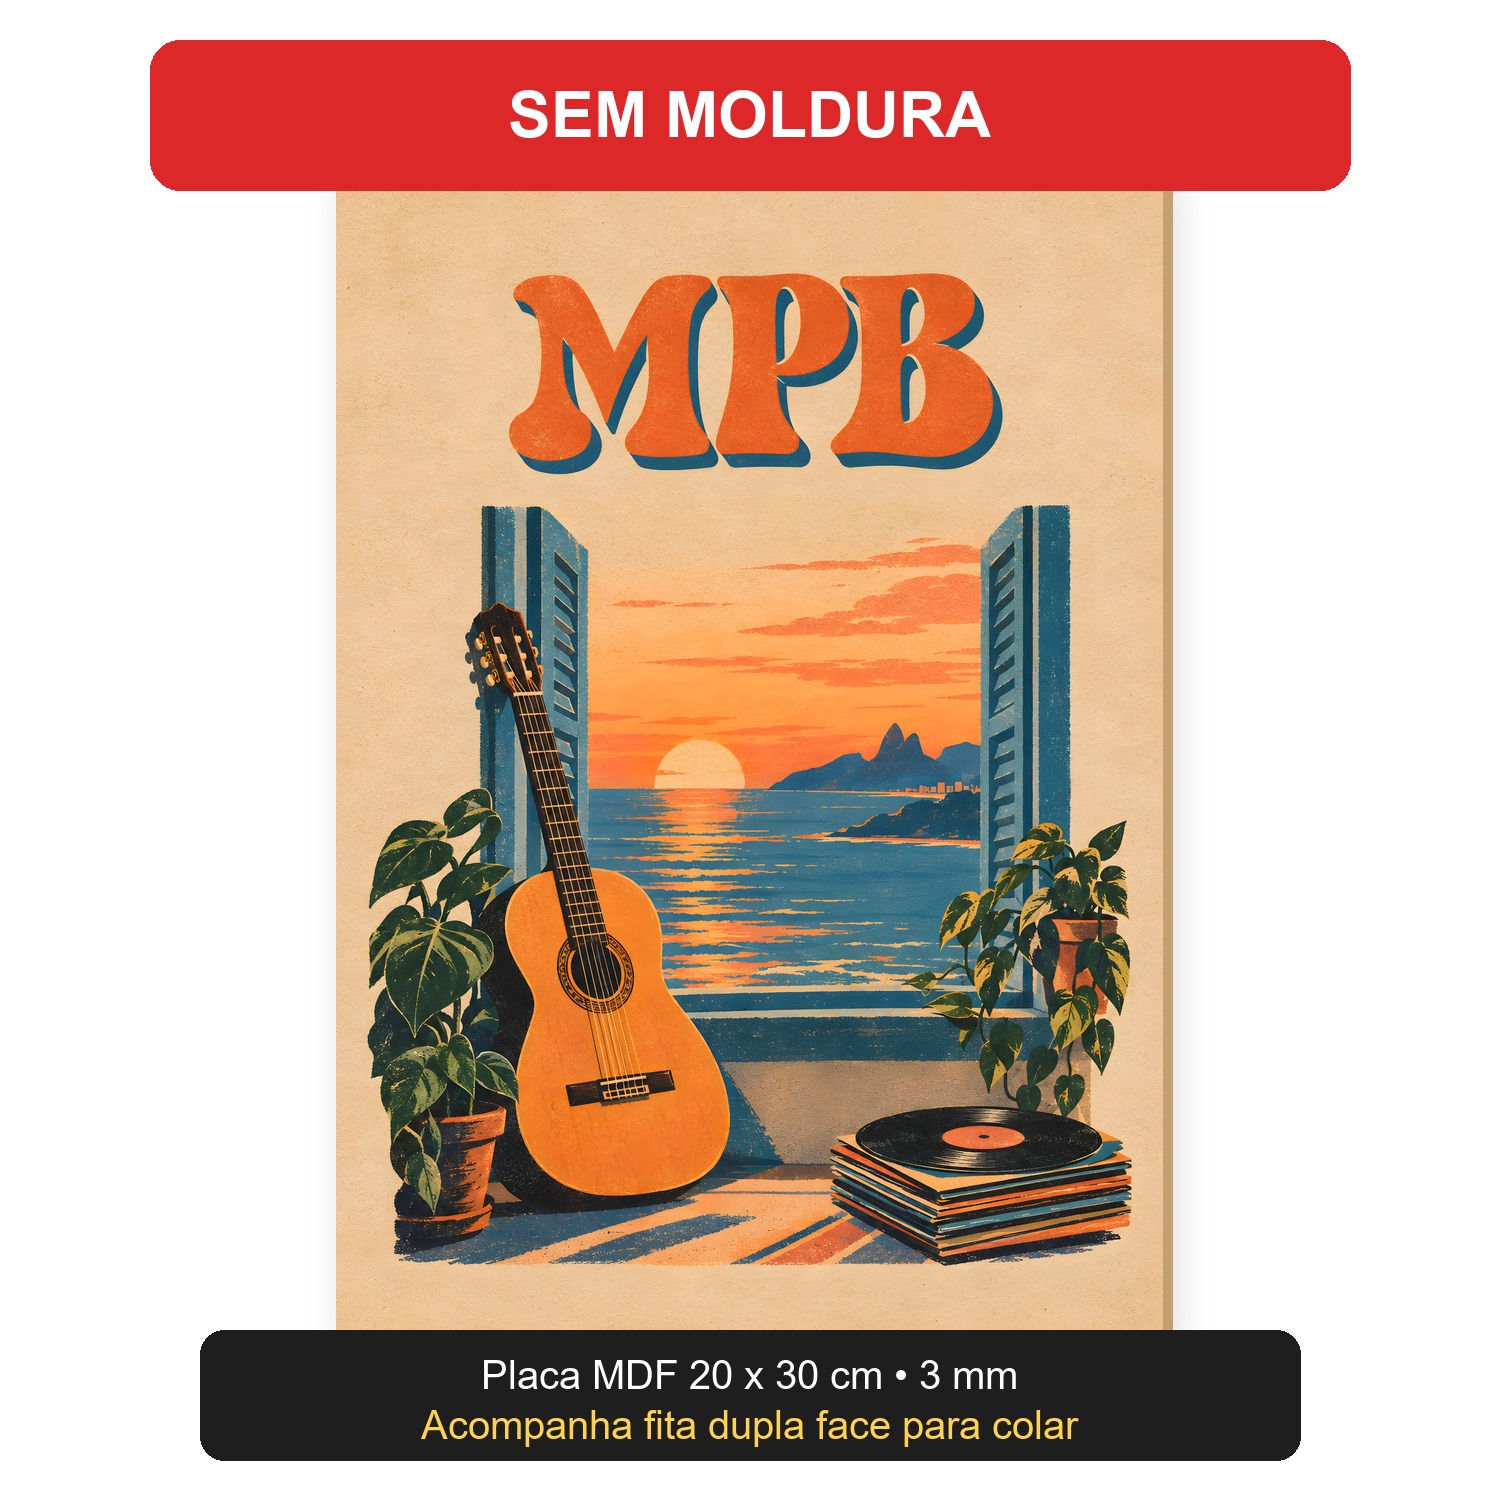 SEM MOLDURA
MPB
Placa MDF 20 x 30 cm • 3 mm
Acompanha fita dupla face para colar